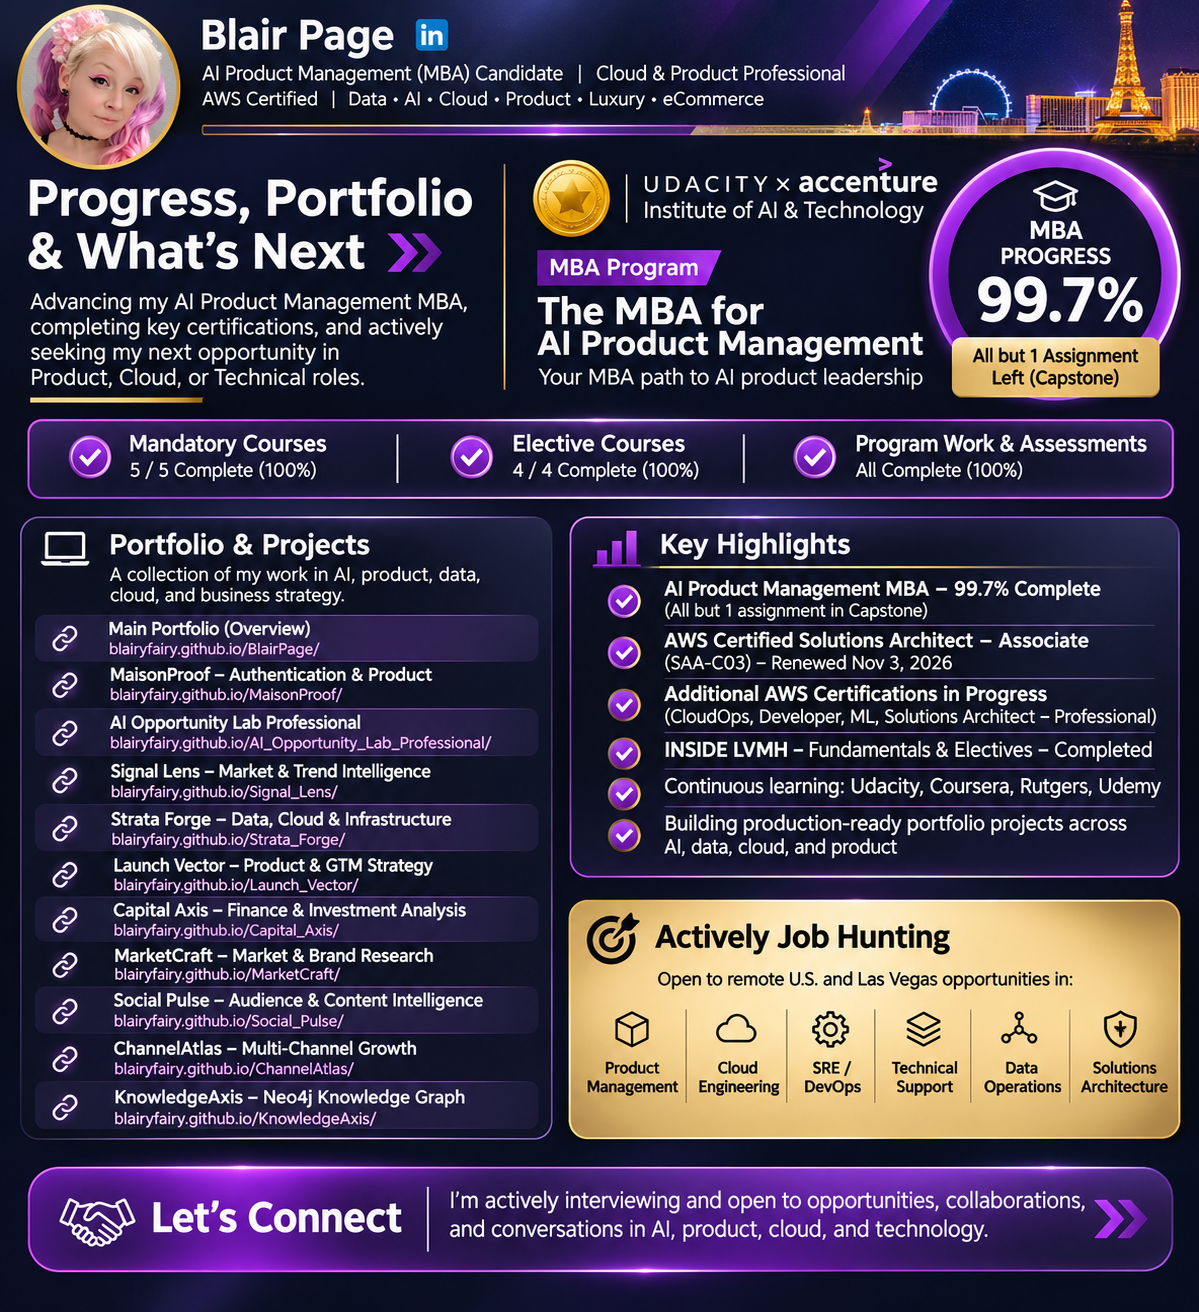 Blair Page in
AI Product Management (MBA) Candidate | Cloud & Product Professional
AWS Certified | Data • AI • Cloud • Product • Luxury • eCommerce
Progress, Portfolio
& What's Next
Advancing my AI Product Management MBA,
completing key certifications, and actively
seeking my next opportunity in
Product, Cloud, or Technical roles.
UDACITY × accenture
Institute of AI & Technology
MBA Program
The MBA for
AI Product Management
Your MBA path to AI product leadership
MBA
PROGRESS
99.7%
All but 1 Assignment
Left (Capstone)
Mandatory Courses
5 / 5 Complete (100%)
Elective Courses
4 / 4 Complete (100%)
Program Work & Assessments
All Complete (100%)
Portfolio & Projects
A collection of my work in AI, product, data,
cloud, and business strategy.
Main Portfolio (Overview)
blairyfairy.github.io/BlairPage/
MaisonProof – Authentication & Product
blairyfairy.github.io/MaisonProof/
AI Opportunity Lab Professional
blairyfairy.github.io/AI_Opportunity_Lab_Professional/
Signal Lens – Market & Trend Intelligence
blairyfairy.github.io/Signal_Lens/
Strata Forge – Data, Cloud & Infrastructure
blairyfairy.github.io/Strata_Forge/
Launch Vector – Product & GTM Strategy
blairyfairy.github.io/Launch_Vector/
Capital Axis – Finance & Investment Analysis
blairyfairy.github.io/Capital_Axis/
MarketCraft – Market & Brand Research
blairyfairy.github.io/MarketCraft/
Social Pulse – Audience & Content Intelligence
blairyfairy.github.io/Social_Pulse/
ChannelAtlas – Multi-Channel Growth
blairyfairy.github.io/ChannelAtlas/
KnowledgeAxis – Neo4j Knowledge Graph
blairyfairy.github.io/KnowledgeAxis/
Key Highlights
AI Product Management MBA – 99.7% Complete
(All but 1 assignment in Capstone)
AWS Certified Solutions Architect – Associate
(SAA-C03) – Renewed Nov 3, 2026
Additional AWS Certifications in Progress
(CloudOps, Developer, ML, Solutions Architect – Professional)
INSIDE LVMH – Fundamentals & Electives – Completed
Continuous learning: Udacity, Coursera, Rutgers, Udemy
Building production-ready portfolio projects across
AI, data, cloud, and product
Actively Job Hunting
Open to remote U.S. and Las Vegas opportunities in:
Product
Management
Cloud
Engineering
SRE /
DevOps
Technical
Support
Data
Operations
Solutions
Architecture
Let's Connect
I'm actively interviewing and open to opportunities, collaborations,
and conversations in AI, product, cloud, and technology.